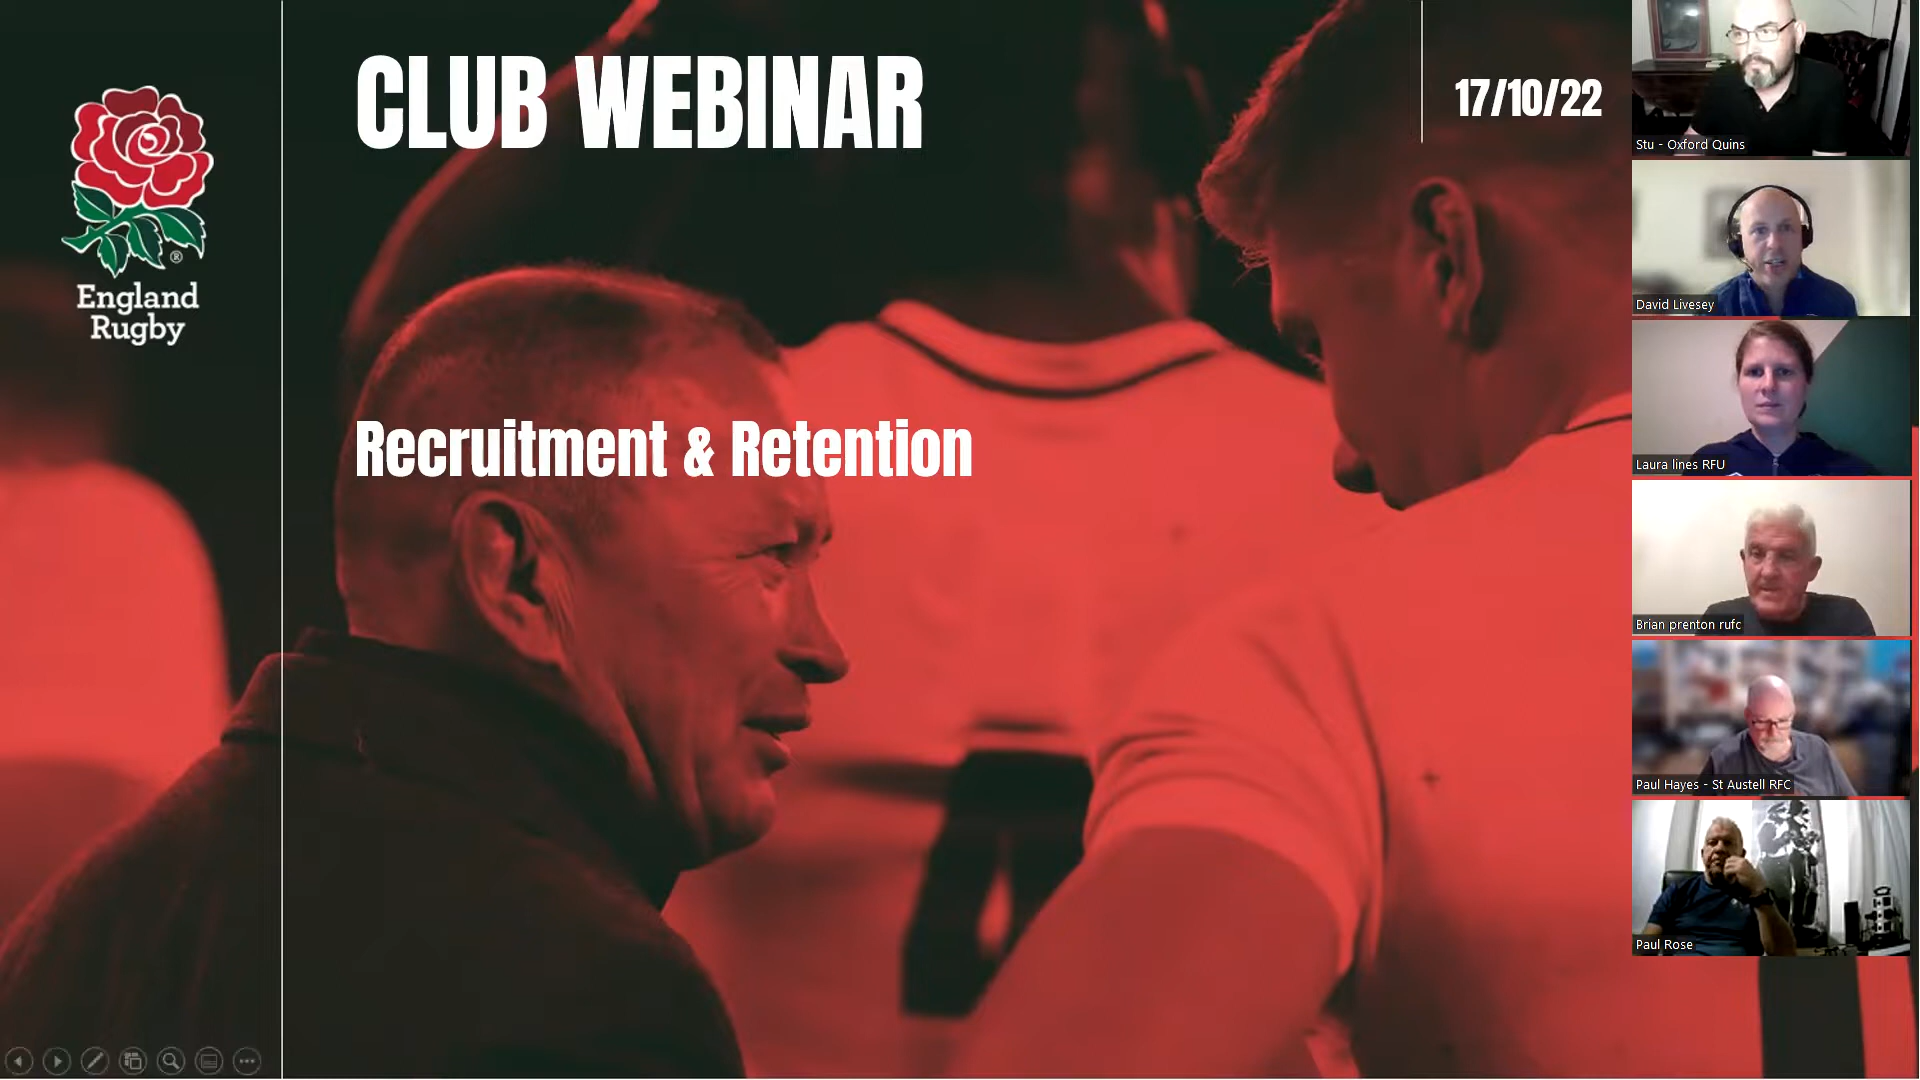 CLUB WEBINAR
17/10/22
England
Rugby
®
Recruitment & Retention
Stu - Oxford Quins
David Livesey
Laura lines RFU
Brian prenton rufc
Paul Hayes - St Austell RFC
Paul Rose